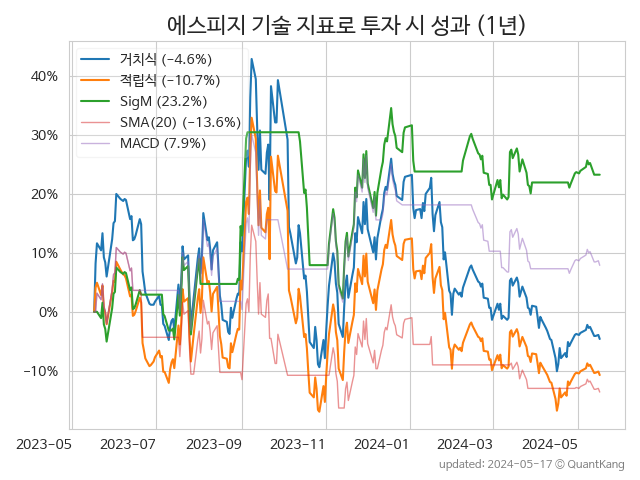 에스피지 기술 지표로 투자 시 성과 (1년)
거치식 (−4.6%)
적립식 (−10.7%)
SigM (23.2%)
SMA(20) (−13.6%)
MACD (7.9%)
40%
30%
20%
10%
0%
−10%
2023-05 2023-07 2023-09 2023-11 2024-01 2024-03 2024-05
updated: 2024-05-17 © QuantKang